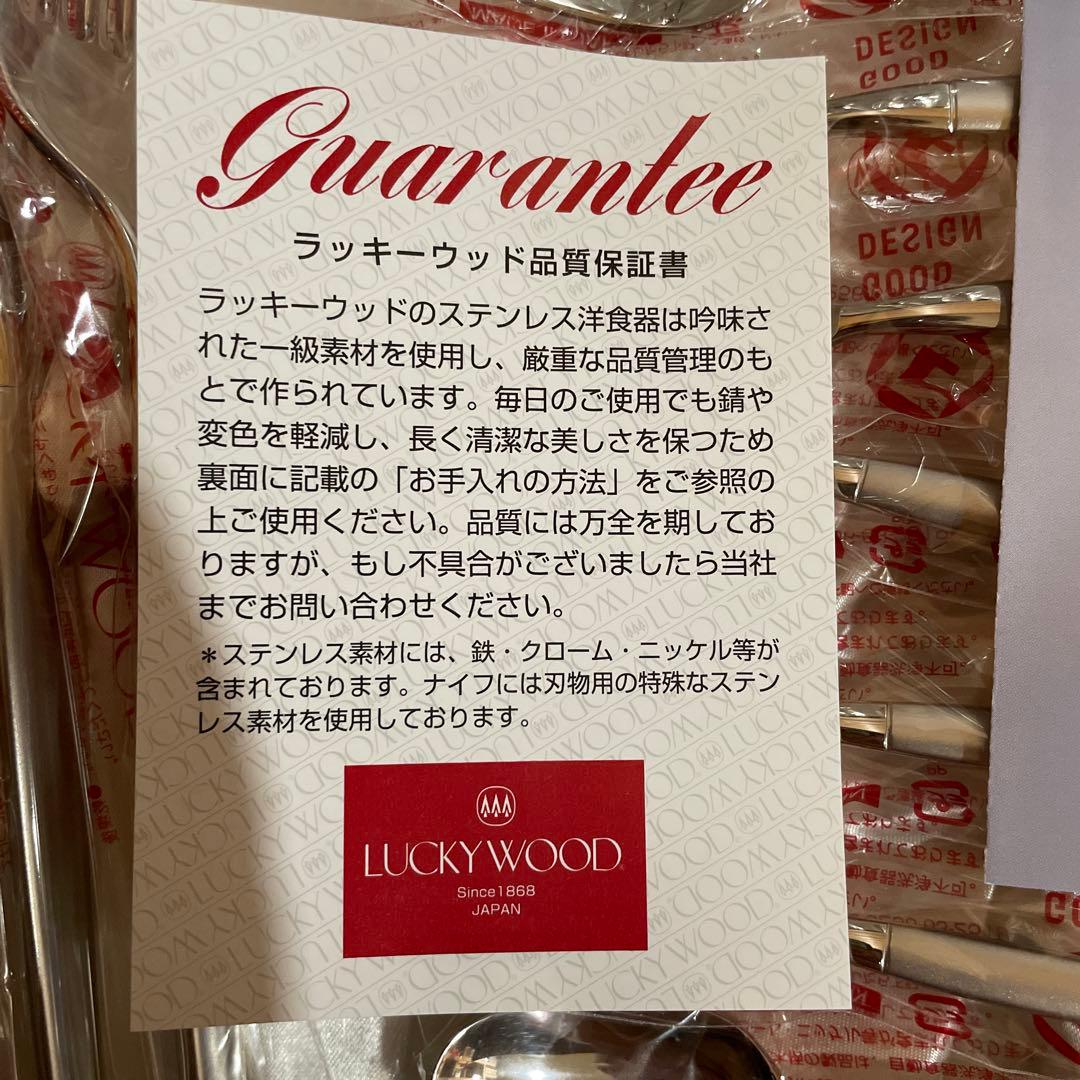 Guarantee
ラッキーウッド品質保証書
ラッキーウッドのステンレス洋食器は吟味さ
れた一級素材を使用し、厳重な品質管理のも
とで作られています。毎日のご使用でも錆や
変色を軽減し、長く清潔な美しさを保つため
裏面に記載の「お手入れの方法」をご参照の
上ご使用ください。品質には万全を期してお
りますが、もし不具合がございましたら当社
までお問い合わせください。
＊ステンレス素材には、鉄・クローム・ニッケル等が
含まれております。ナイフには刃物用の特殊なステン
レス素材を使用しております。
LUCKYWOOD
Since1868
JAPAN
GOOD
DESIGN
GOOD
DESIGN